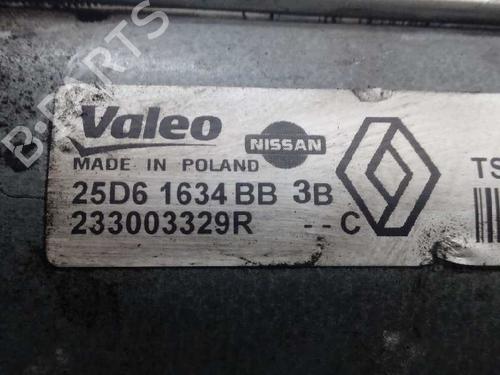 B-PARTS
Valeo
NISSAN
MADE IN POLAND
TS
25D6 1634 BB 3B
233003329R -- C